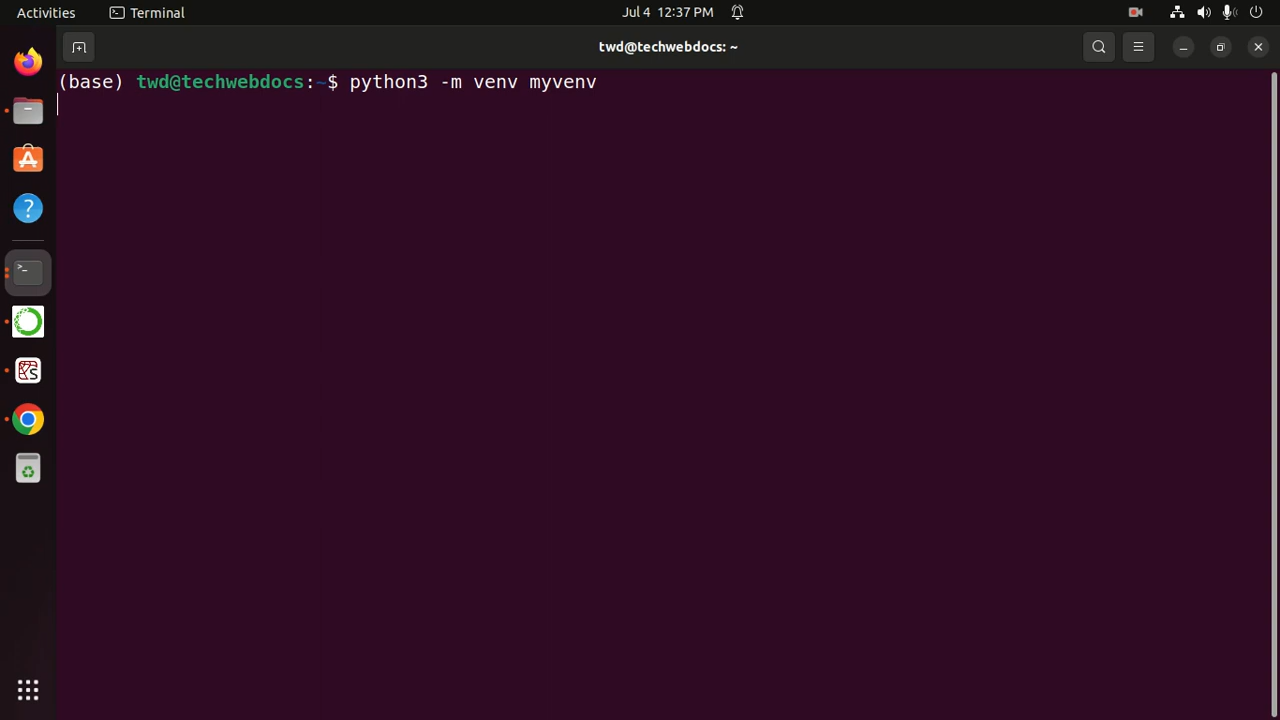 Activities
Terminal
Jul 4 12:37 PM
twd@techwebdocs: ~
(base) twd@techwebdocs:~$ python3 -m venv myvenv